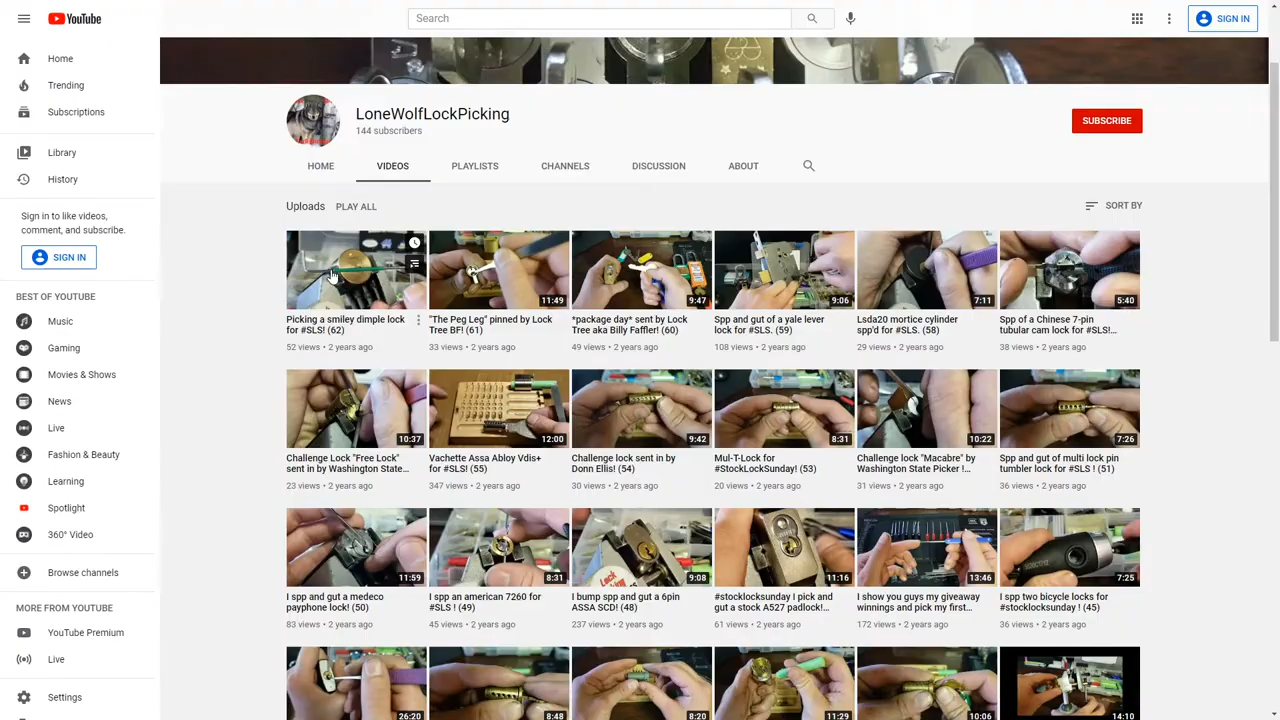 YouTube
Search
SIGN IN
Home
Trending
Subscriptions
Library
History
Sign in to like videos,
comment, and subscribe.
SIGN IN
BEST OF YOUTUBE
Music
Gaming
Movies & Shows
News
Live
Fashion & Beauty
Learning
Spotlight
360° Video
Browse channels
MORE FROM YOUTUBE
YouTube Premium
Live
Settings
LoneWolfLockPicking
144 subscribers
SUBSCRIBE
HOME VIDEOS PLAYLISTS CHANNELS DISCUSSION ABOUT
Uploads PLAY ALL SORT BY
Picking a smiley dimple lock
for #SLS! (62)
52 views • 2 years ago
11:49
"The Peg Leg" pinned by Lock
Tree BF! (61)
33 views • 2 years ago
9:47
*package day* sent by Lock
Tree aka Billy Faffler! (60)
49 views • 2 years ago
9:06
Spp and gut of a yale lever
lock for #SLS. (59)
108 views • 2 years ago
7:11
Lsda20 mortice cylinder
spp'd for #SLS. (58)
29 views • 2 years ago
5:40
Spp of a Chinese 7-pin
tubular cam lock for #SLS!...
38 views • 2 years ago
10:37
Challenge Lock "Free Lock"
sent in by Washington State...
23 views • 2 years ago
12:00
Vachette Assa Abloy Vdis+
for #SLS! (55)
347 views • 2 years ago
9:42
Challenge lock sent in by
Donn Ellis! (54)
30 views • 2 years ago
8:31
Mul-T-Lock for
#StockLockSunday! (53)
20 views • 2 years ago
10:22
Challenge lock "Macabre" by
Washington State Picker !...
31 views • 2 years ago
7:26
Spp and gut of multi lock pin
tumbler lock for #SLS ! (51)
36 views • 2 years ago
11:59
I spp and gut a medeco
payphone lock! (50)
83 views • 2 years ago
8:31
I spp an american 7260 for
#SLS ! (49)
45 views • 2 years ago
9:08
I bump spp and gut a 6pin
ASSA SCD! (48)
237 views • 2 years ago
11:16
#stocklocksunday I pick and
gut a stock A527 padlock!...
61 views • 2 years ago
13:46
I show you guys my giveaway
winnings and pick my first...
172 views • 2 years ago
7:25
I spp two bicycle locks for
#stocklocksunday ! (45)
36 views • 2 years ago
26:20
8:48
8:20
11:29
10:06
14:10